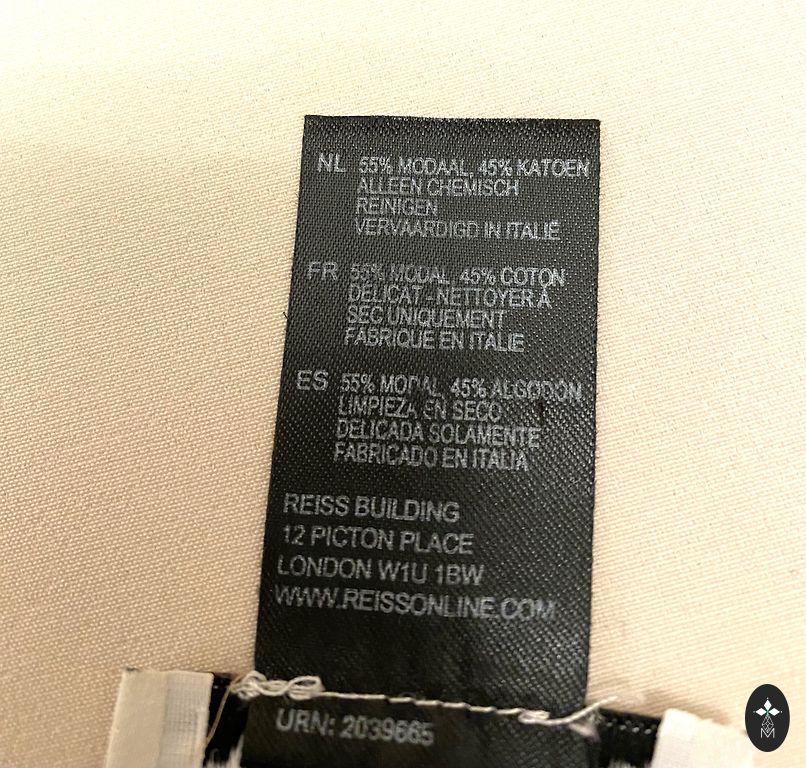 NL 55% MODAAL, 45% KATOEN
ALLEEN CHEMISCH
REINIGEN
VERVAARDIGD IN ITALIË
FR 55% MODAL, 45% COTON
DÉLICAT - NETTOYER À
SEC UNIQUEMENT
FABRIQUE EN ITALIE
ES 55% MODAL, 45% ALGODÓN
LIMPIEZA EN SECO
DELICADA SOLAMENTE
FABRICADO EN ITALIA
REISS BUILDING
12 PICTON PLACE
LONDON W1U 1BW
WWW.REISSONLINE.COM
URN: 2039665
M